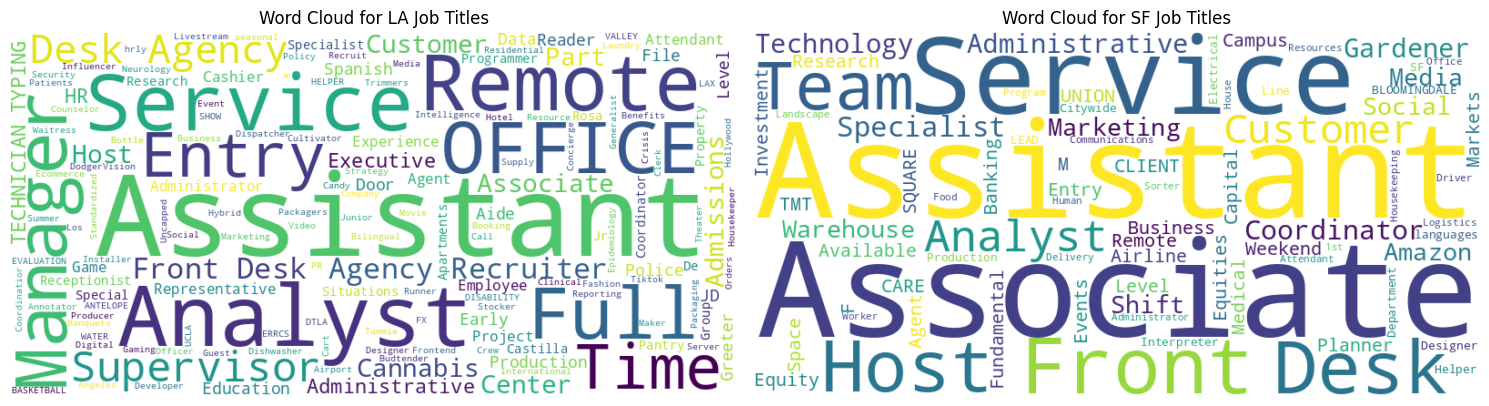 Word Cloud for LA Job Titles
Desk Agency
Livestream seasonal
hrly
Policy
Specialist
Recruit
Customer
Data
Reader
VALLEY
Laundry
Attendant
Residential
Programmer
Part
File
Influencer
Neurology
Spanish
Media
Level
Security
Patients
HR
Research
Cashier
HELPER
Trimmers
LAX
Remote
Service
Counselor
Event
SHOW
Intelligence
Hotel
Resource
Rosa
Generalist
Benefits
TECHNICIAN TYPING
Manager
Waitress
Bottle
Business
Dispatcher
Cultivator
Experience
OFFICE
Concierge
Crisis
Clerk
Property
Hollywood
Host
Entry
Executive
Supply
DodgerVision
Ecommerce
Standardized
Administrator
Strategy
Candy
Company
Door
Agent
Associate
Admissions
Assistant
Aide
Coordinator
Summer
Los
Uncapped
Hybrid
Social
Packagers
Marketing
Video
Junior
Movie
Bilingual
Booking
Call
Jr
Epidemiology
Theater
Orders
Housekeeper
EVALUATION
Installer
Game
Receptionist
Front Desk
PR
Agency
Apartments
Recruiter
Police
De
Tiktok
Coordination
Annotator
Special
ANTELOPE
Producer
Representative
Situations
Runner
Employee
DISABILITY
Stocker
Clinical
Fashion
Reporting
Packaging
JD
Group
Banquets
WATER
Digital
UCLA
Analyst
ERRCS
DTLA
Tommie
FX
Early
Project
Full
Maker
Server
Greeter
Gaming
Officer
Guest
Dishwasher
Cart
Designer
Frontend
Budtender
Crew
Castilla
Pantry
Supervisor
Cannabis
Production
International
Time
BASKETBALL
Angeles
Developer
Education
Airport
Administrative
Center
Word Cloud for SF Job Titles
Technology
Research
Service
Administrative
Electrical
Campus
Resources
Office
SF
Gardener
Media
Team
Program
UNION
Citywide
House
Line
BLOOMINGDALE
Social
Investment
Landscape
Specialist
LEAD
Marketing
Communications
Customer
Markets
Assistant
SQUARE
Banking
M
CLIENT
Capital
Housekeeping
TMT
Food
Entry
Human
Sorter
Driver
Warehouse
Available
Analyst
Production
Remote
Airline
Delivery
Business
Coordinator
Weekend
1st
Attendant
Logistics
Languages
Amazon
Associate
IF
Worker
CARE
Agent
Fundamental
Events
Level
Shift
Administrator
Medical
Equities
Department
Space
Equity
Host
Front
Interpreter
Desk
Planner
Designer
Helper